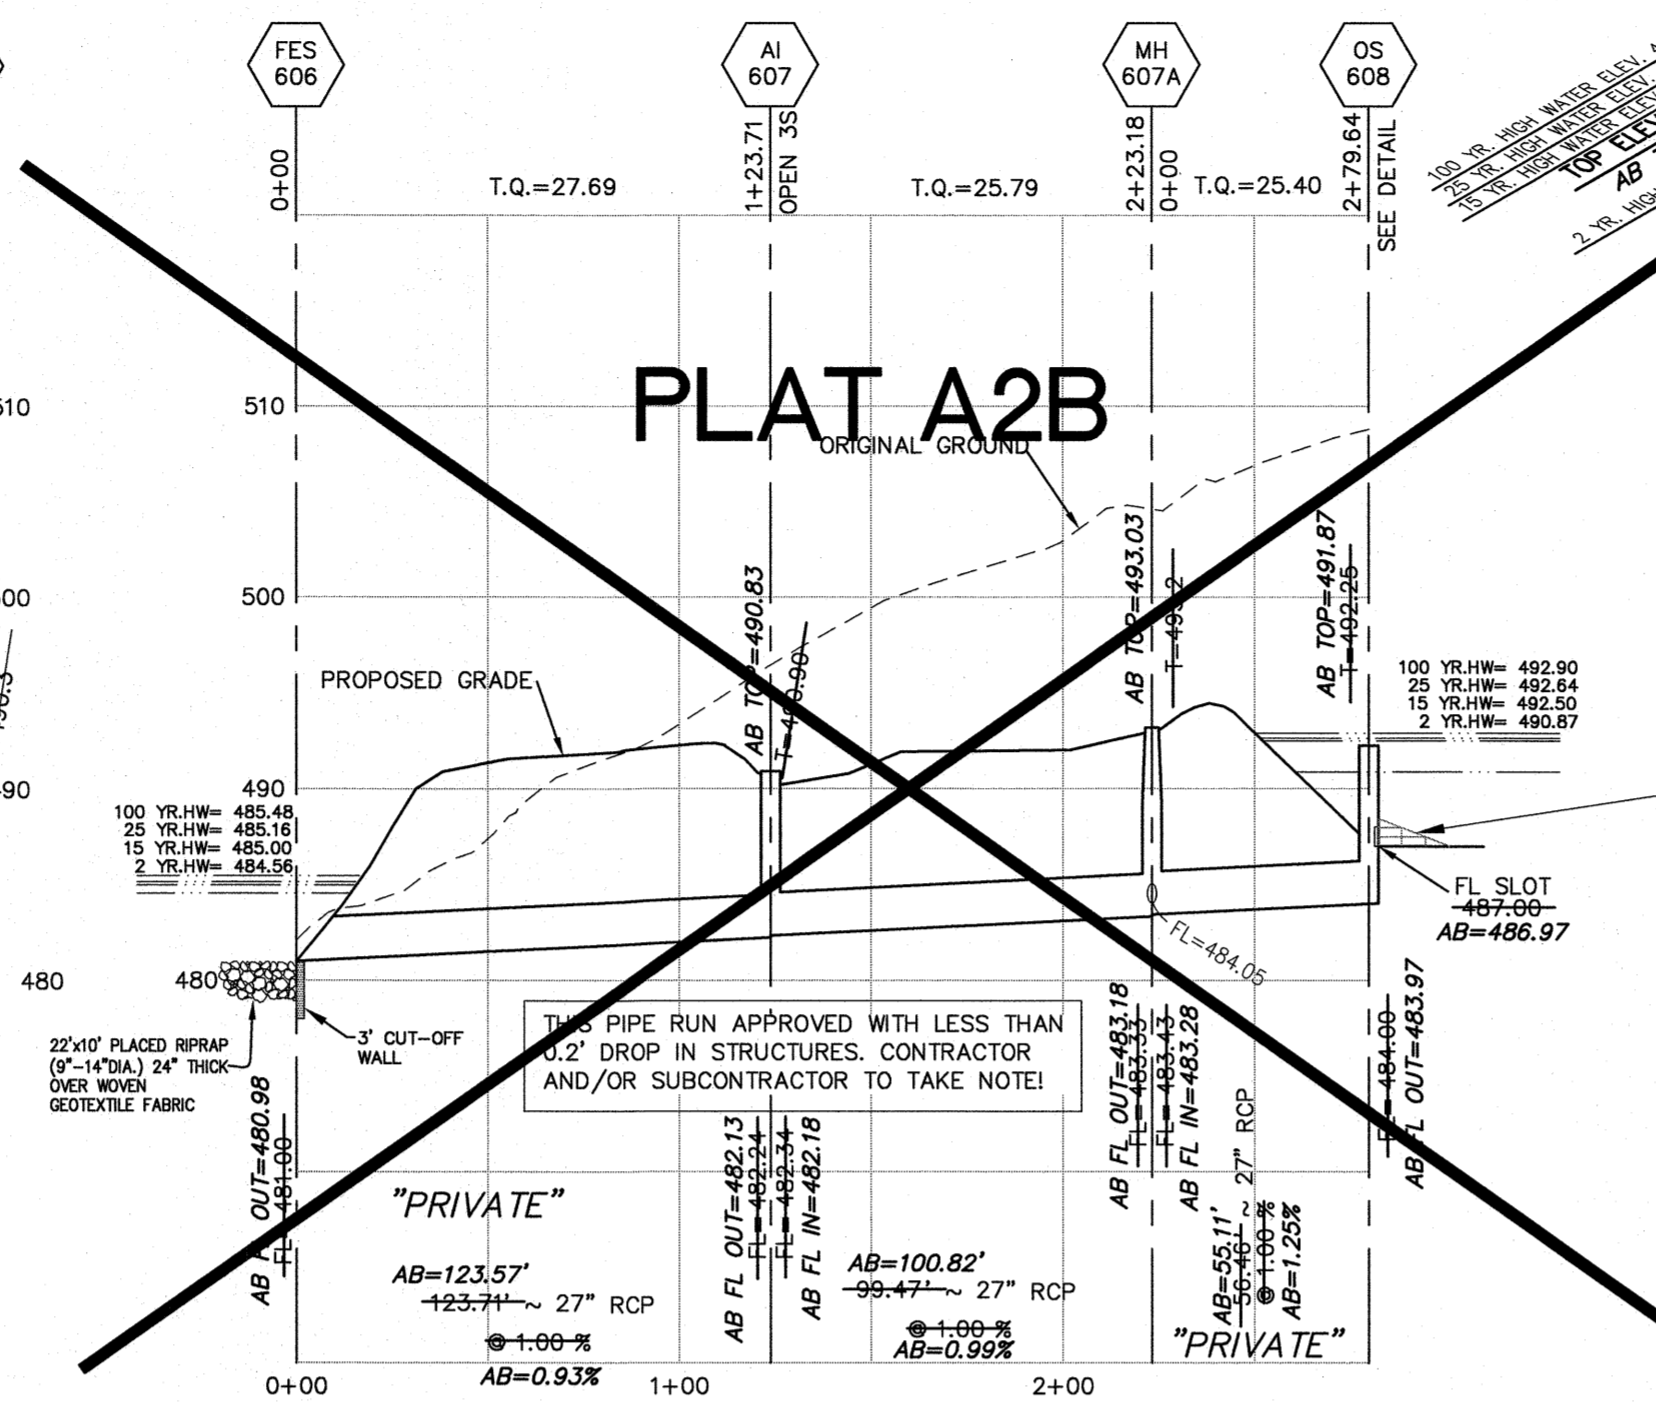 FES
606
AI
607
MH
607A
OS
608
0+00
1+23.71
OPEN 3S
2+23.18
0+00
2+79.64
SEE DETAIL
T.Q.=27.69
T.Q.=25.79
T.Q.=25.40
100 YR. HIGH WATER ELEV.
25 YR. HIGH WATER ELEV.
15 YR. HIGH WATER ELEV.
TOP ELEV
AB
2 YR. HIGH
510
PLAT A2B
ORIGINAL GROUND
500
PROPOSED GRADE
AB TOP=490.83
T=490.90
AB TOP=493.03
AB TOP=491.87
T=492.25
100 YR.HW= 492.90
25 YR.HW= 492.64
15 YR.HW= 492.50
2 YR.HW= 490.87
490
100 YR.HW= 485.48
25 YR.HW= 485.16
15 YR.HW= 485.00
2 YR.HW= 484.56
FL SLOT
487.00
AB=486.97
FL=484.05
480
480
3' CUT-OFF
WALL
22'x10' PLACED RIPRAP
(9"-14"DIA.) 24" THICK
OVER WOVEN
GEOTEXTILE FABRIC
THIS PIPE RUN APPROVED WITH LESS THAN
0.2' DROP IN STRUCTURES. CONTRACTOR
AND/OR SUBCONTRACTOR TO TAKE NOTE!
AB FL OUT=480.98
FL=481.00
AB FL OUT=482.13
FL=482.24
FL=482.34
AB FL IN=482.18
AB FL OUT=483.18
FL=483.33
FL=483.43
AB FL IN=483.28
FL=484.00
AB FL OUT=483.97
"PRIVATE"
AB=123.57'
123.71' ~ 27" RCP
@ 1.00 %
AB=0.93%
AB=100.82'
99.47' ~ 27" RCP
@ 1.00 %
AB=0.99%
AB=55.11'
56.46' ~ 27" RCP
@ 1.00 %
AB=1.25%
"PRIVATE"
0+00
1+00
2+00